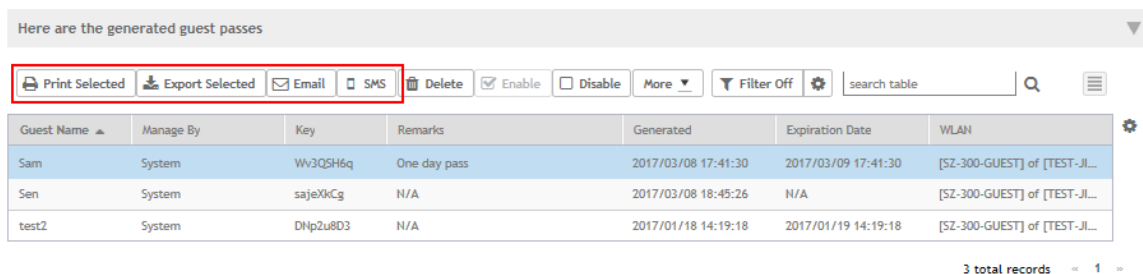 Here are the generated guest passes
Print Selected Export Selected Email SMS Delete Enable Disable More Filter Off search table
Guest Name Manage By Key Remarks Generated Expiration Date WLAN
Sam System Wv3QSH6q One day pass 2017/03/08 17:41:30 2017/03/09 17:41:30 [SZ-300-GUEST] of [TEST-JI...
Sen System sajeXkCg N/A 2017/03/08 18:45:26 N/A [SZ-300-GUEST] of [TEST-JI...
test2 System DNp2u8D3 N/A 2017/01/18 14:19:18 2017/01/19 14:19:18 [SZ-300-GUEST] of [TEST-JI...
3 total records « 1 »